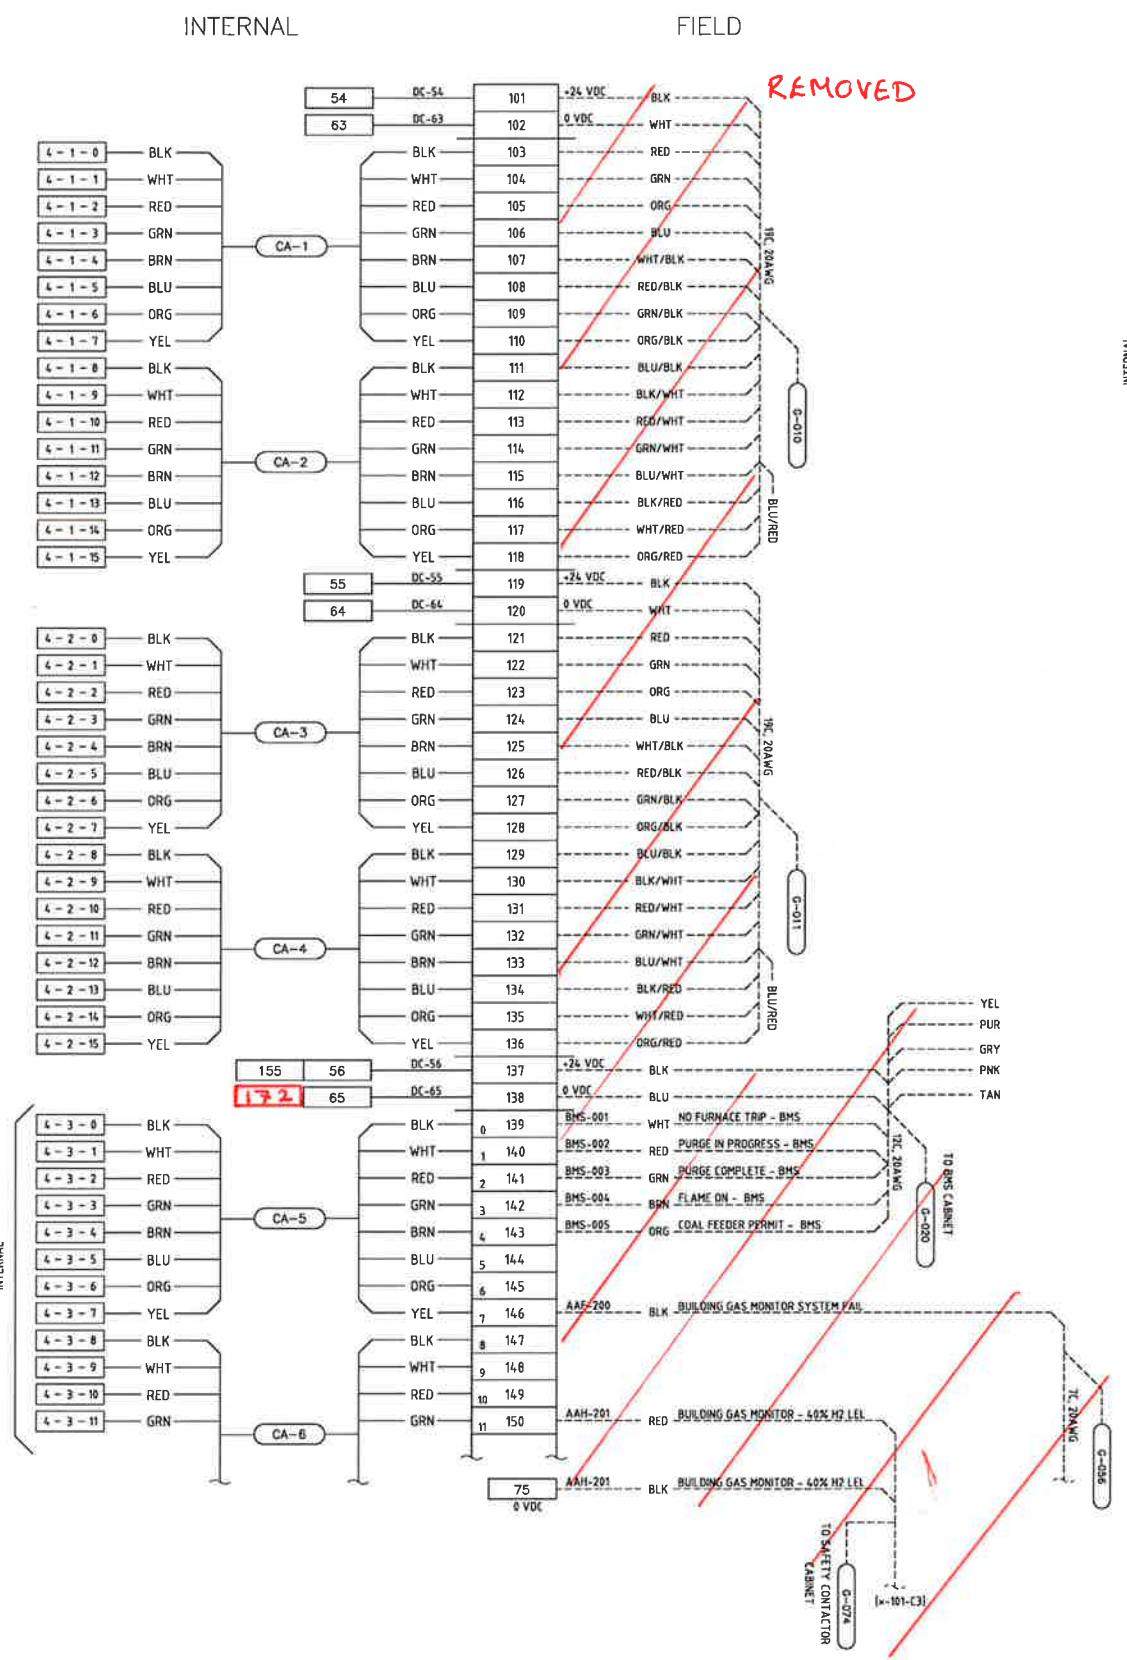 INTERNAL FIELD
REMOVED
54 DC-54 101 +24 VDC BLK
63 DC-63 102 0 VDC WHT
4-1-0 BLK BLK 103 RED
4-1-1 WHT WHT 104 GRN
4-1-2 RED RED 105 ORG
4-1-3 GRN GRN 106 BLU
CA-1
19C, 20AWG
4-1-4 BRN BRN 107 WHT/BLK
4-1-5 BLU BLU 108 RED/BLK
4-1-6 ORG ORG 109 GRN/BLK
4-1-7 YEL YEL 110 ORG/BLK
4-1-8 BLK BLK 111 BLU/BLK
4-1-9 WHT WHT 112 BLK/WHT
4-1-10 RED RED 113 RED/WHT
G-010
4-1-11 GRN GRN 114 GRN/WHT
CA-2
4-1-12 BRN BRN 115 BLU/WHT
4-1-13 BLU BLU 116 BLK/RED
BLU/RED
4-1-14 ORG ORG 117 WHT/RED
4-1-15 YEL YEL 118 ORG/RED
55 DC-55 119 +24 VDC BLK
64 DC-64 120 0 VDC WHT
4-2-0 BLK BLK 121 RED
4-2-1 WHT WHT 122 GRN
4-2-2 RED RED 123 ORG
4-2-3 GRN GRN 124 BLU
CA-3
19C, 20AWG
4-2-4 BRN BRN 125 WHT/BLK
4-2-5 BLU BLU 126 RED/BLK
4-2-6 ORG ORG 127 GRN/BLK
4-2-7 YEL YEL 128 ORG/BLK
4-2-8 BLK BLK 129 BLU/BLK
4-2-9 WHT WHT 130 BLK/WHT
4-2-10 RED RED 131 RED/WHT
G-011
4-2-11 GRN GRN 132 GRN/WHT
CA-4
4-2-12 BRN BRN 133 BLU/WHT
4-2-13 BLU BLU 134 BLK/RED
BLU/RED
4-2-14 ORG ORG 135 WHT/RED
4-2-15 YEL YEL 136 ORG/RED
YEL
PUR
GRY
PNK
TAN
155 56 DC-56 137 +24 VDC BLK
172 65 DC-65 138 0 VDC BLU
4-3-0 BLK BLK 0 139 BMS-001 WHT NO FURNACE TRIP - BMS
4-3-1 WHT WHT 1 140 BMS-002 RED PURGE IN PROGRESS - BMS
4-3-2 RED RED 2 141 BMS-003 GRN PURGE COMPLETE - BMS
4-3-3 GRN GRN 3 142 BMS-004 BRN FLAME ON - BMS
CA-5
12C, 20AWG
TO BMS CABINET
G-020
4-3-4 BRN BRN 4 143 BMS-005 ORG COAL FEEDER PERMIT - BMS
INTERNAL
4-3-5 BLU BLU 5 144
4-3-6 ORG ORG 6 145
4-3-7 YEL YEL 7 146 AAF-200 BLK BUILDING GAS MONITOR SYSTEM FAIL
4-3-8 BLK BLK 8 147
4-3-9 WHT WHT 9 148
4-3-10 RED RED 10 149
4-3-11 GRN GRN 11 150 AAH-201 RED BUILDING GAS MONITOR - 40% H2 LEL
CA-6
7C, 20AWG
75 AAH-201 BLK BUILDING GAS MONITOR - 40% H2 LEL
0 VDC
TO SAFETY CONTACTOR
CABINET
G-074